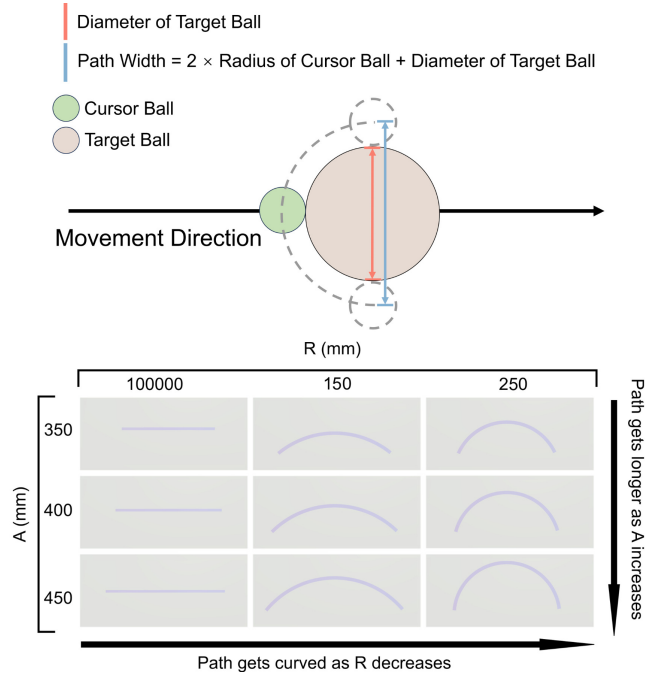 Diameter of Target Ball
Path Width = 2 × Radius of Cursor Ball + Diameter of Target Ball
Cursor Ball
Target Ball
Movement Direction
R (mm)
100000 150 250
A (mm)
350
400
450
Path gets longer as A increases
Path gets curved as R decreases